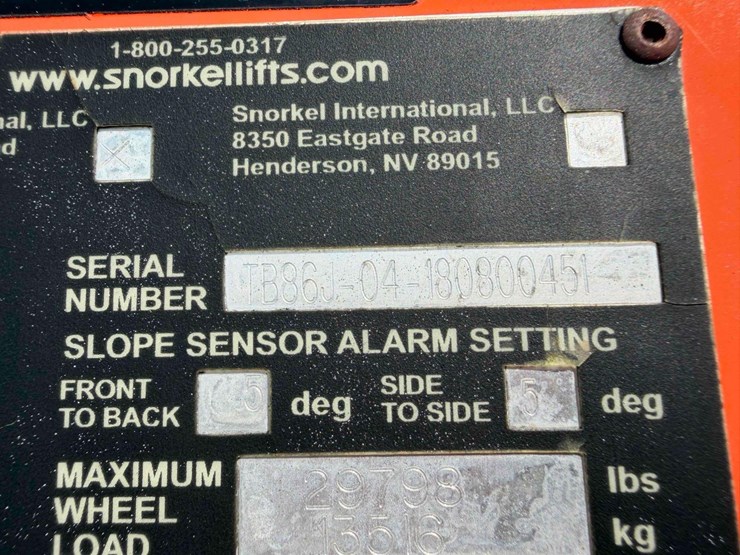 1-800-255-0317
www.snorkellifts.com
al, LLC
Snorkel International, LLC
d
8350 Eastgate Road
Henderson, NV 89015
X
SERIAL
NUMBER
TB86J-04-180800451
SLOPE SENSOR ALARM SETTING
FRONT
TO BACK
5
deg
SIDE
TO SIDE
5
deg
MAXIMUM
WHEEL
LOAD
29798
lbs
13516
kg